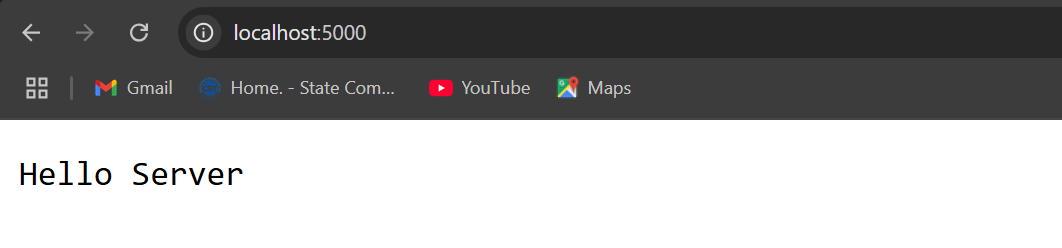 localhost:5000
Gmail Home. - State Com... YouTube Maps
Hello Server